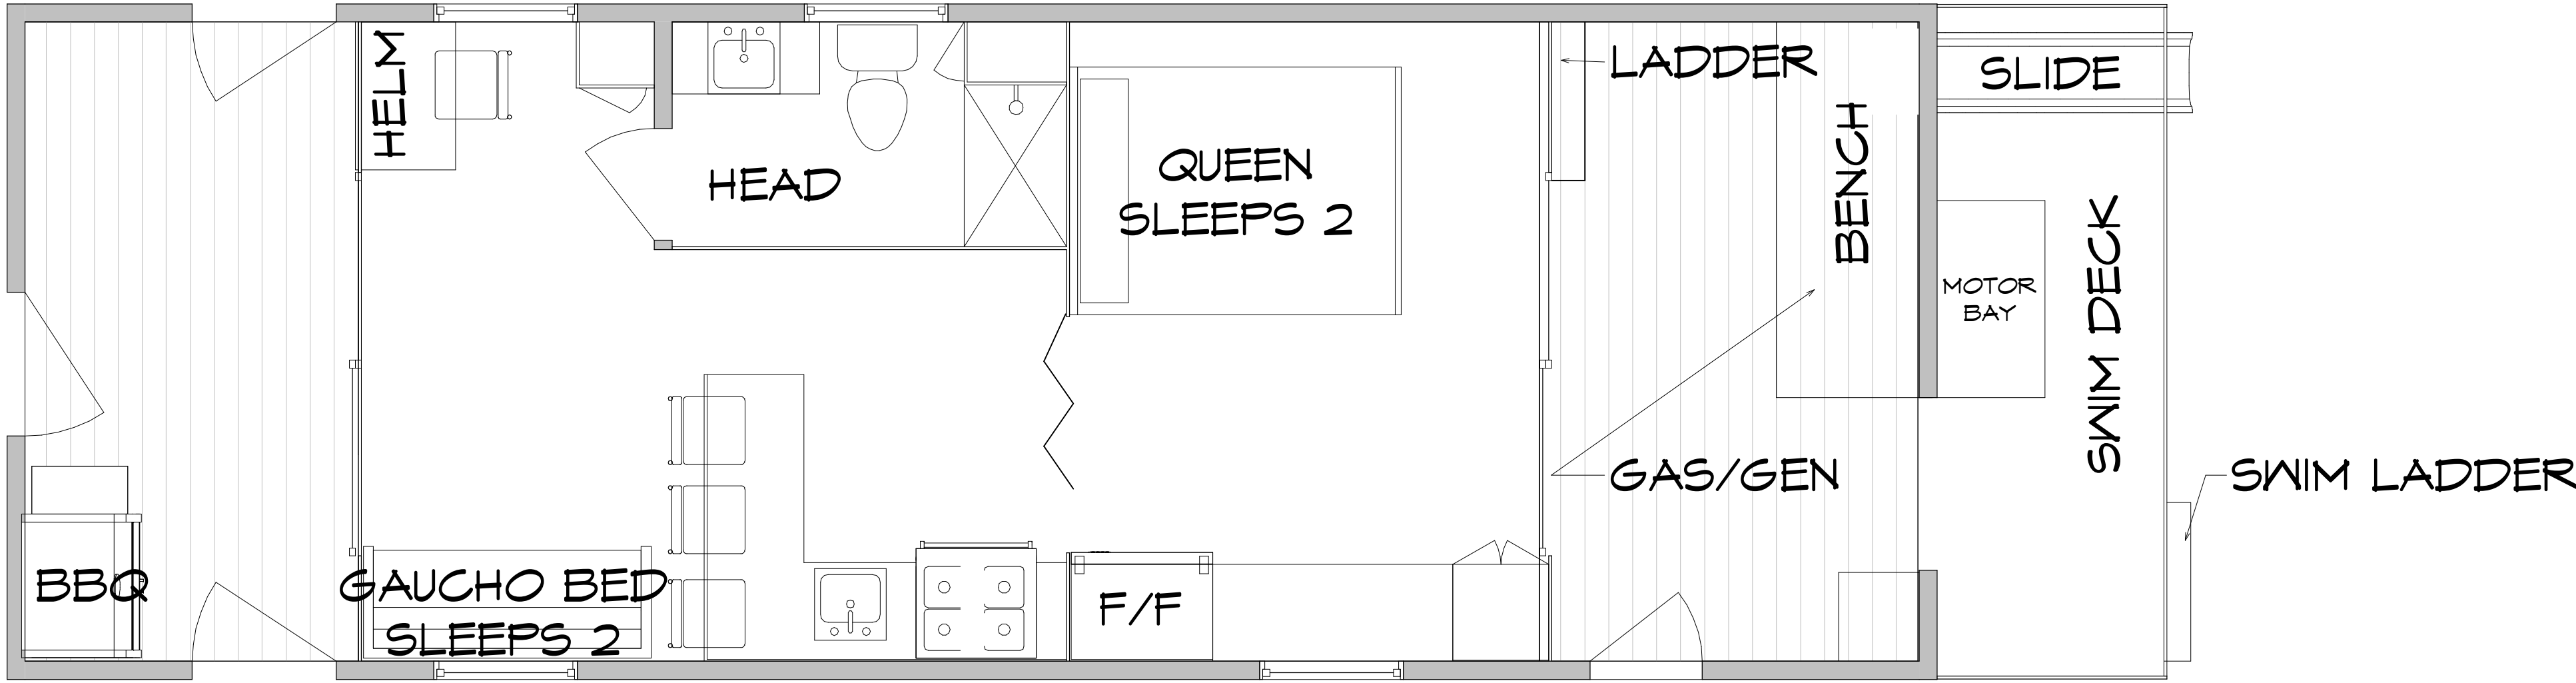 HELM
HEAD
QUEEN
SLEEPS 2
LADDER
BENCH
SLIDE
MOTOR
BAY
SWIM DECK
BBQ
GAUCHO BED
SLEEPS 2
F/F
GAS/GEN
SWIM LADDER